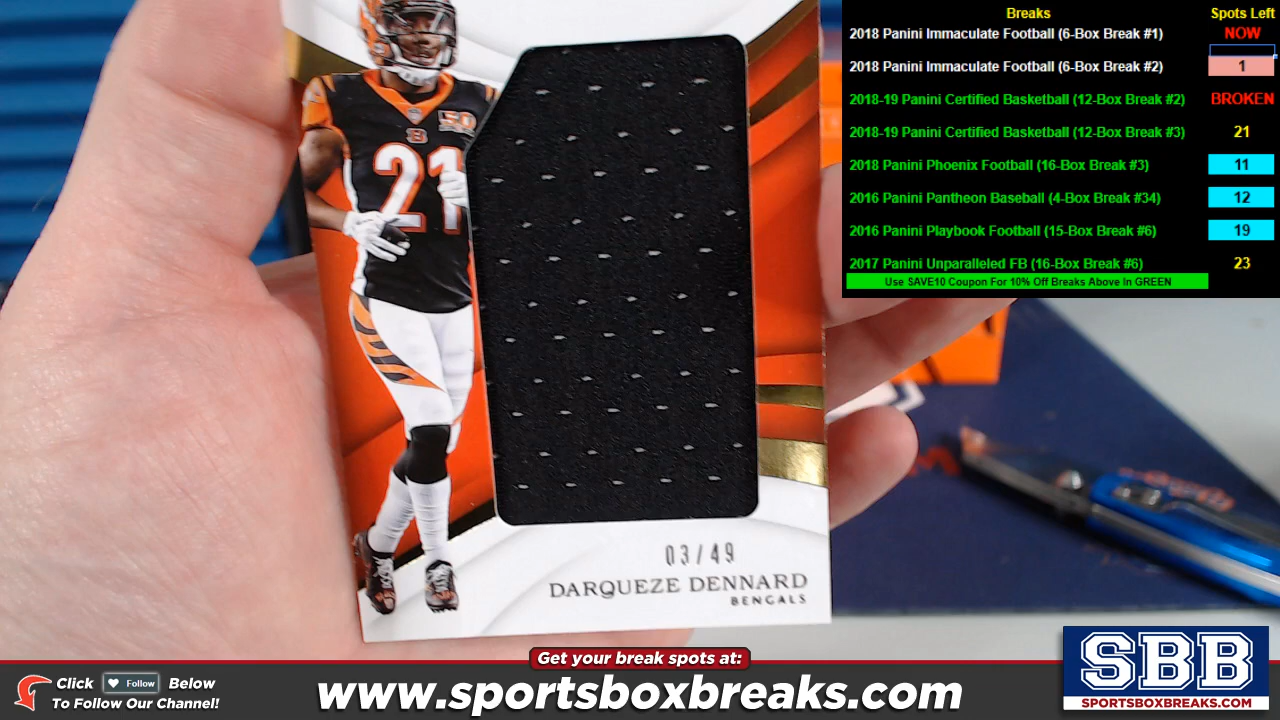 Breaks Spots Left
2018 Panini Immaculate Football (6-Box Break #1) NOW
2018 Panini Immaculate Football (6-Box Break #2) 1
2018-19 Panini Certified Basketball (12-Box Break #2) BROKEN
2018-19 Panini Certified Basketball (12-Box Break #3) 21
2018 Panini Phoenix Football (16-Box Break #3) 11
2016 Panini Pantheon Baseball (4-Box Break #34) 12
2016 Panini Playbook Football (15-Box Break #6) 19
2017 Panini Unparalleled FB (16-Box Break #6) 23
Use SAVE10 Coupon For 10% Off Breaks Above In GREEN
50
B
21
03/49
DARQUEZE DENNARD
BENGALS
Get your break spots at:
Click Follow Below
To Follow Our Channel!
www.sportsboxbreaks.com
SBB
SPORTSBOXBREAKS.COM